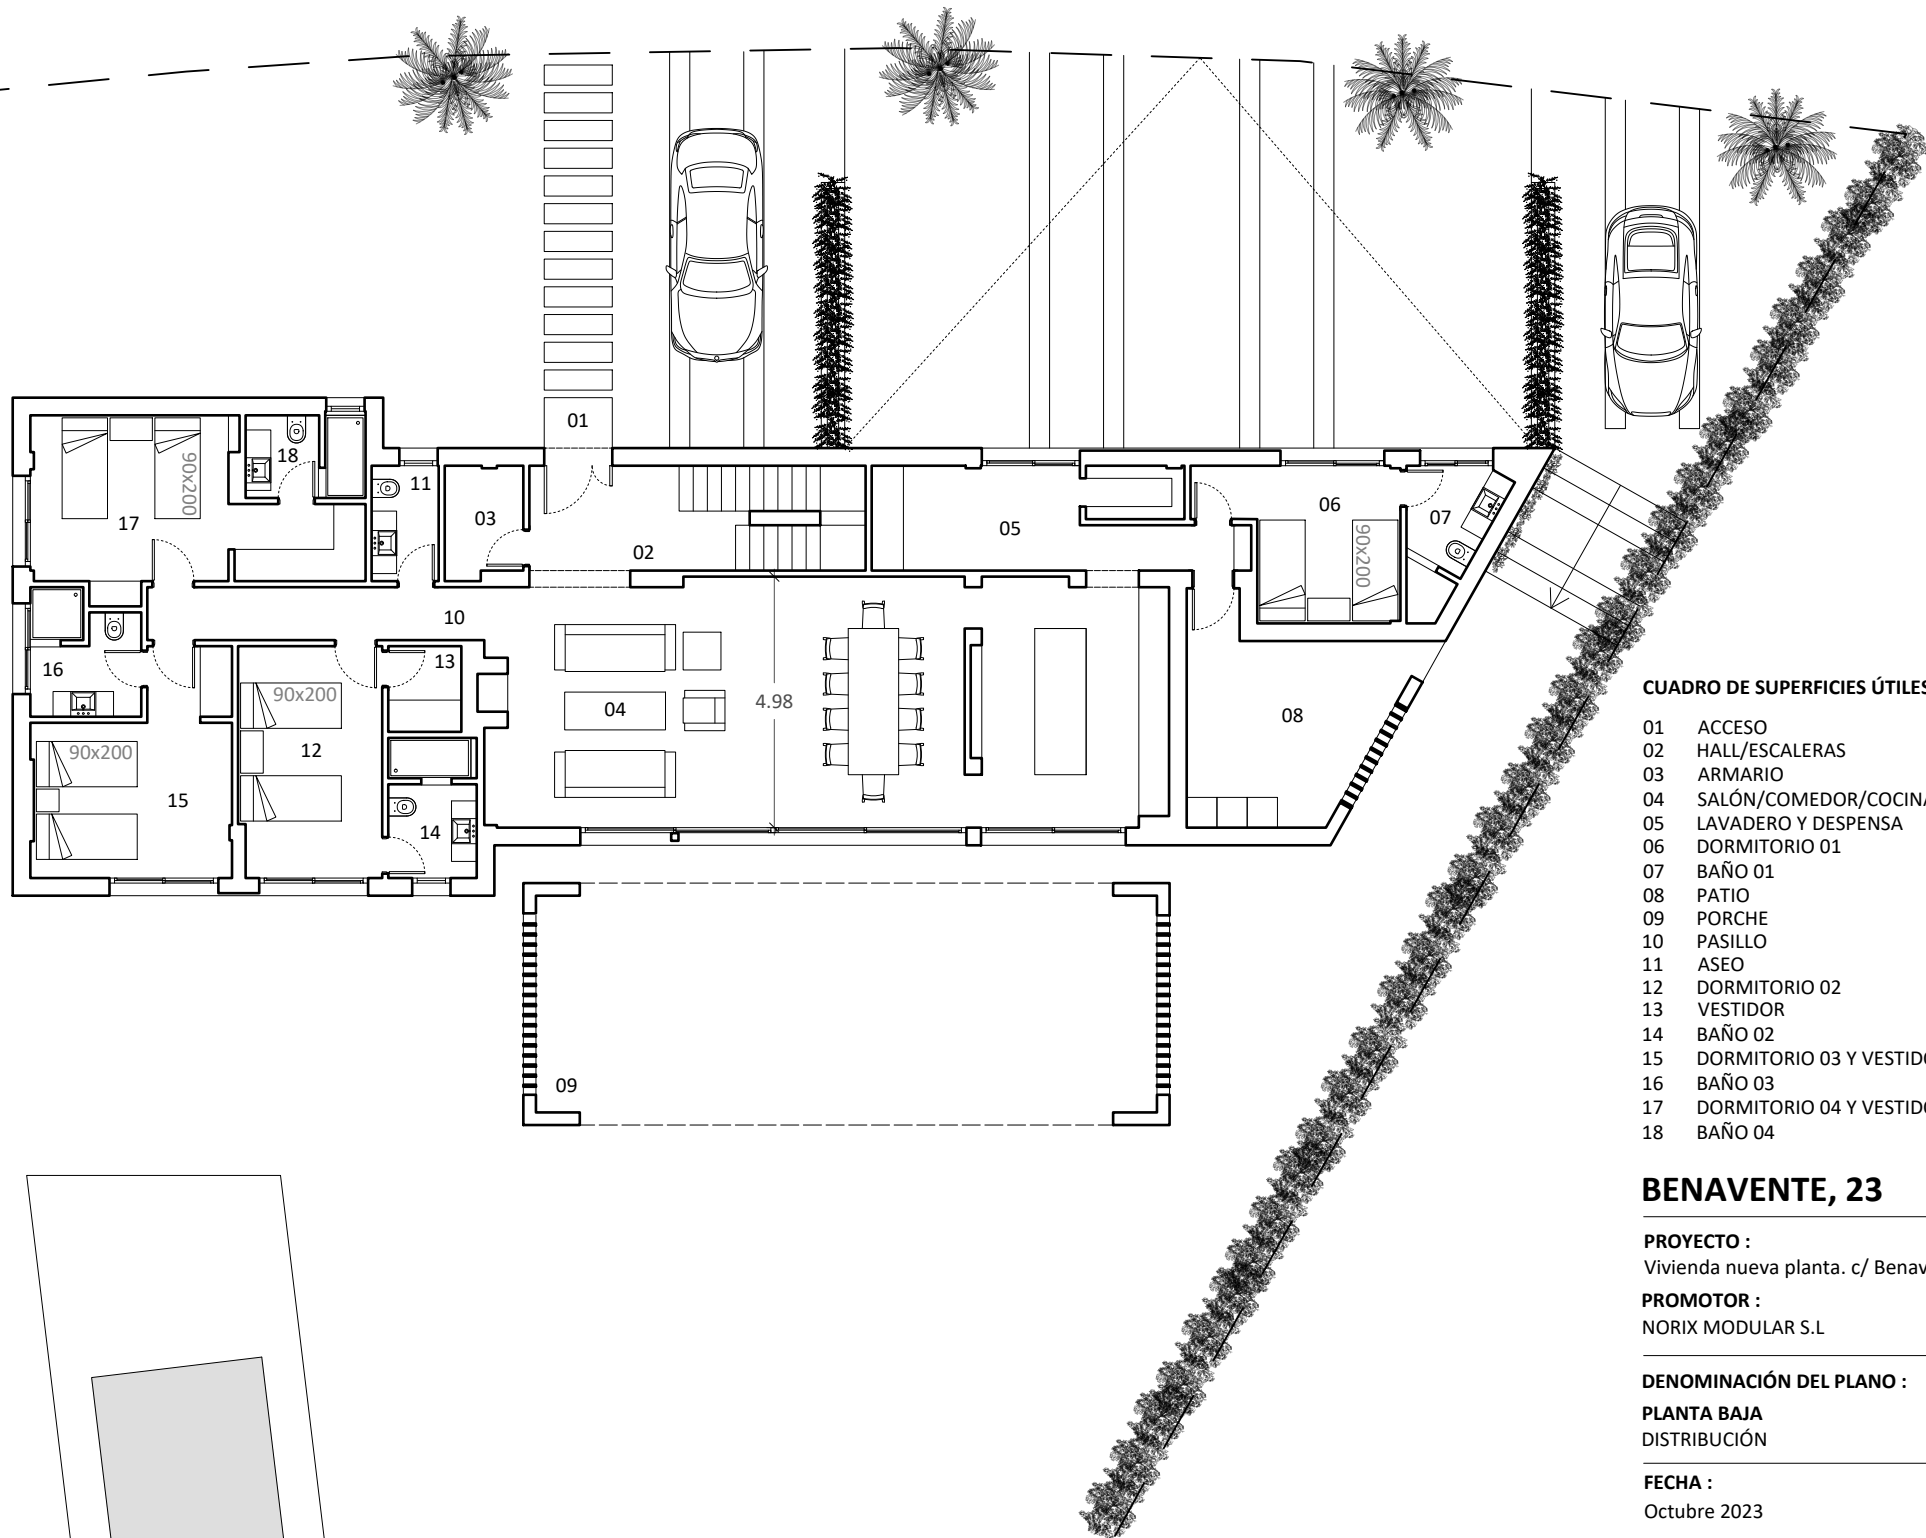 01
18
90x200
11
17
03
02
05
06
07
90x200
10
16
13
90x200
04
4.98
08
12
90x200
15
14
09
CUADRO DE SUPERFICIES ÚTILES
01 ACCESO
02 HALL/ESCALERAS
03 ARMARIO
04 SALÓN/COMEDOR/COCINA
05 LAVADERO Y DESPENSA
06 DORMITORIO 01
07 BAÑO 01
08 PATIO
09 PORCHE
10 PASILLO
11 ASEO
12 DORMITORIO 02
13 VESTIDOR
14 BAÑO 02
15 DORMITORIO 03 Y
16 BAÑO 03
17 DORMITORIO 04 Y
18 BAÑO 04
BENAVENTE, 23
PROYECTO :
Vivienda nueva planta. c/
PROMOTOR :
NORIX MODULAR S.L
DENOMINACIÓN DEL PLANO :
PLANTA BAJA
DISTRIBUCIÓN
FECHA :
Octubre 2023